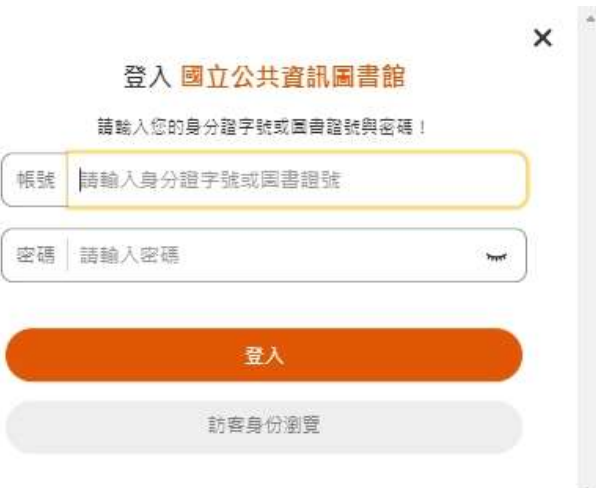 登入 國立公共資訊圖書館
請輸入您的身分證字號或圖書證號與密碼！
帳號 請輸入身分證字號或圖書證號
密碼 請輸入密碼
登入
訪客身份瀏覽